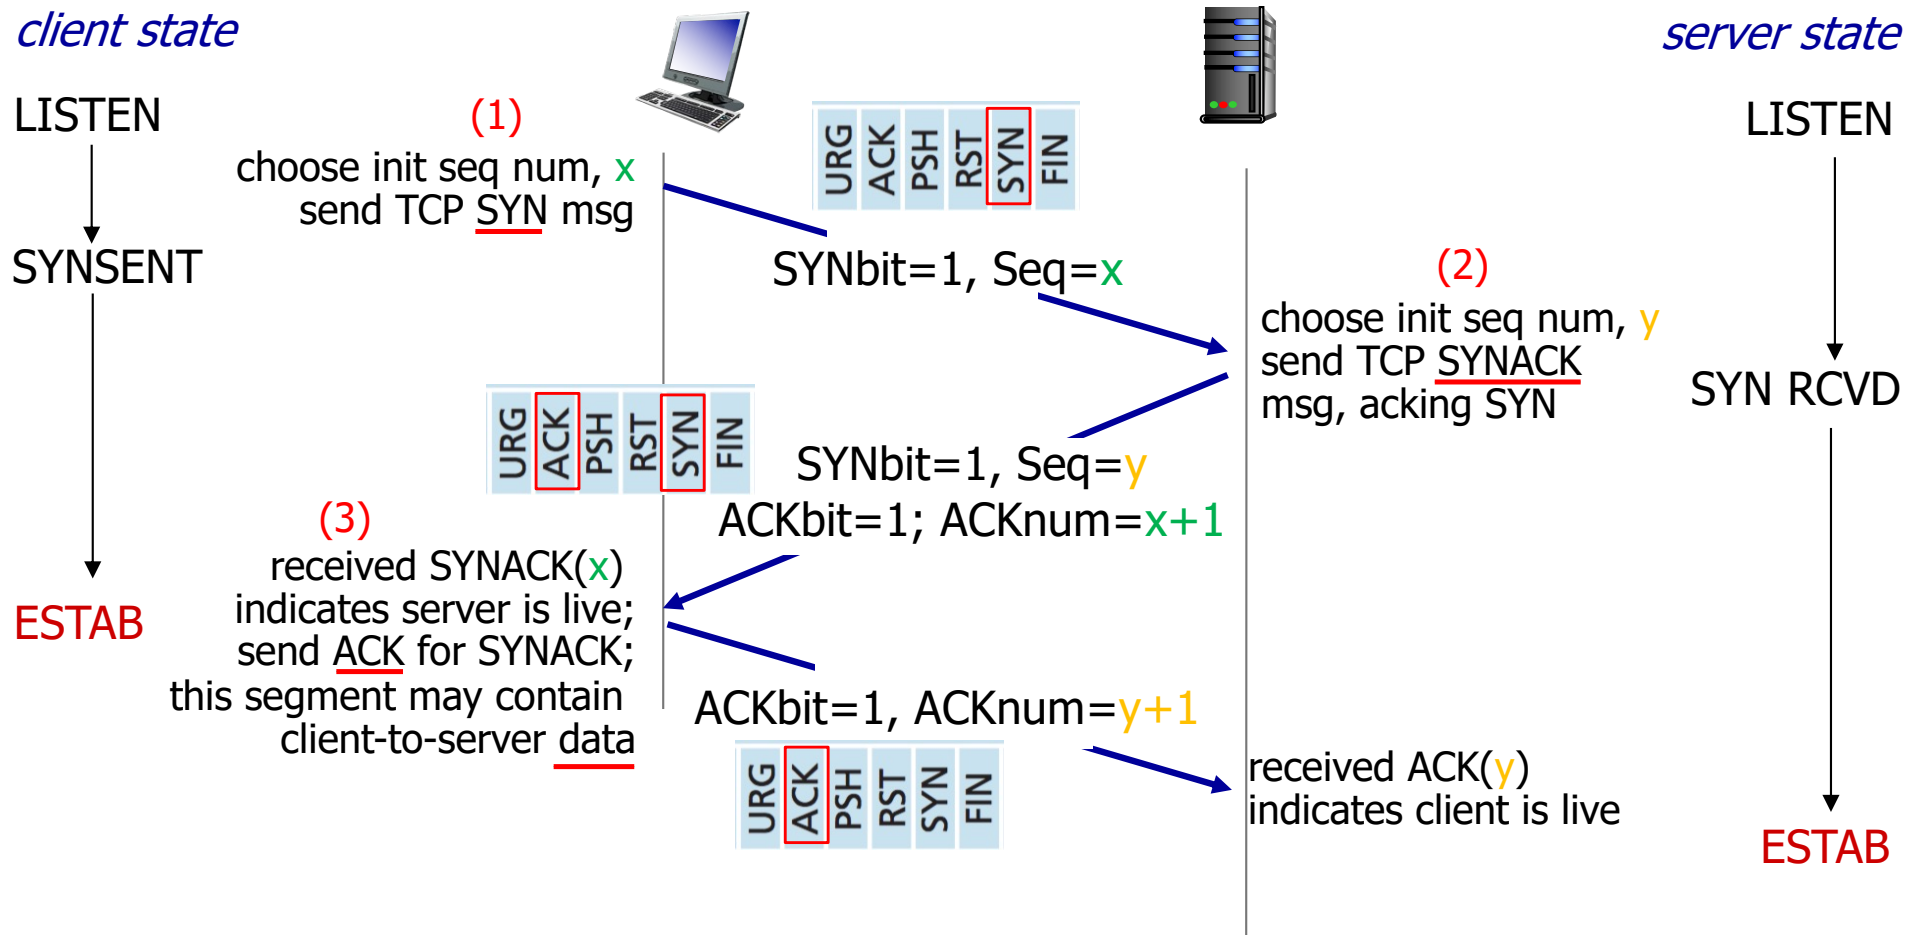 client state
server state
LISTEN
(1)
choose init seq num, x
send TCP SYN msg
URG
ACK
PSH
RST
SYN
FIN
LISTEN
SYNSENT
SYNbit=1, Seq=x
(2)
choose init seq num, y
send TCP SYNACK
msg, acking SYN
SYN RCVD
URG
ACK
PSH
RST
SYN
FIN
SYNbit=1, Seq=y
ACKbit=1; ACKnum=x+1
(3)
received SYNACK(x)
indicates server is live;
send ACK for SYNACK;
this segment may contain
client-to-server data
ESTAB
ACKbit=1, ACKnum=y+1
URG
ACK
PSH
RST
SYN
FIN
received ACK(y)
indicates client is live
ESTAB